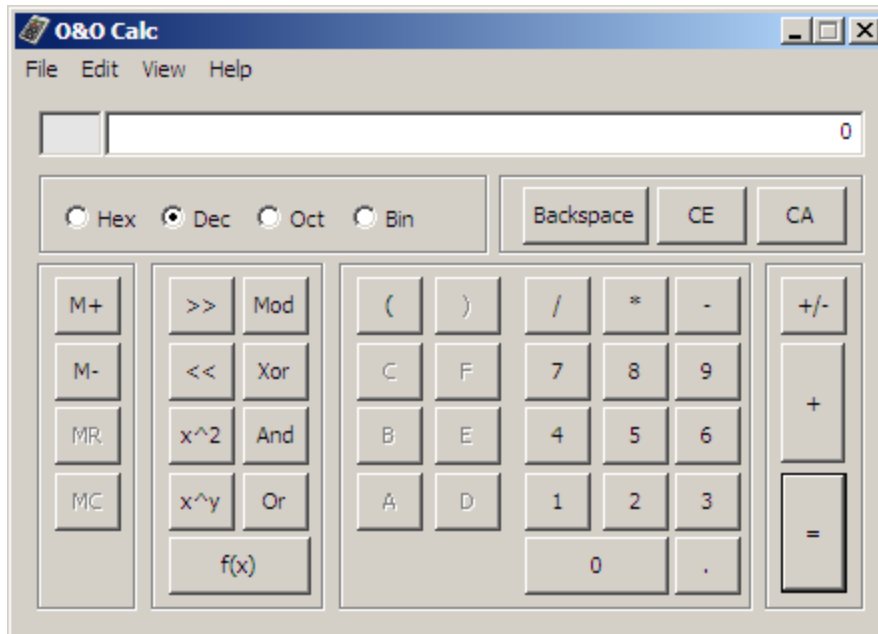 O&O Calc
File Edit View Help
0
Hex Dec Oct Bin
Backspace CE CA
M+ >> Mod ( ) / * - +/-
M- << Xor C F 7 8 9
+
MR x^2 And B E 4 5 6
MC x^y Or A D 1 2 3
=
f(x) 0 .